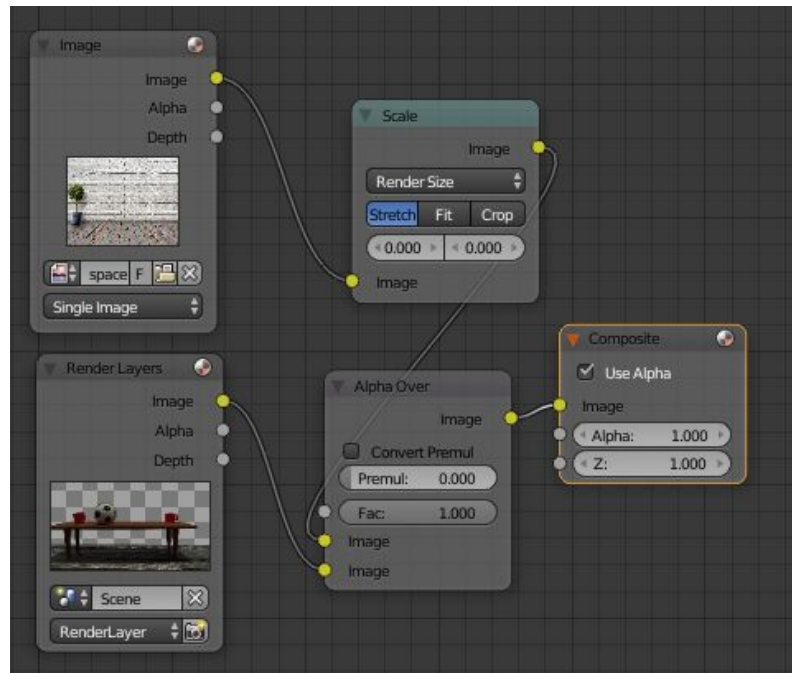 Image
Image
Alpha
Depth
space F
Single Image
Scale
Image
Render Size
Stretch Fit Crop
0.000 0.000
Image
Render Layers
Image
Alpha
Depth
Scene
RenderLayer
Alpha Over
Image
Convert Premul
Premul: 0.000
Fac: 1.000
Image
Image
Composite
Use Alpha
Image
Alpha: 1.000
Z: 1.000